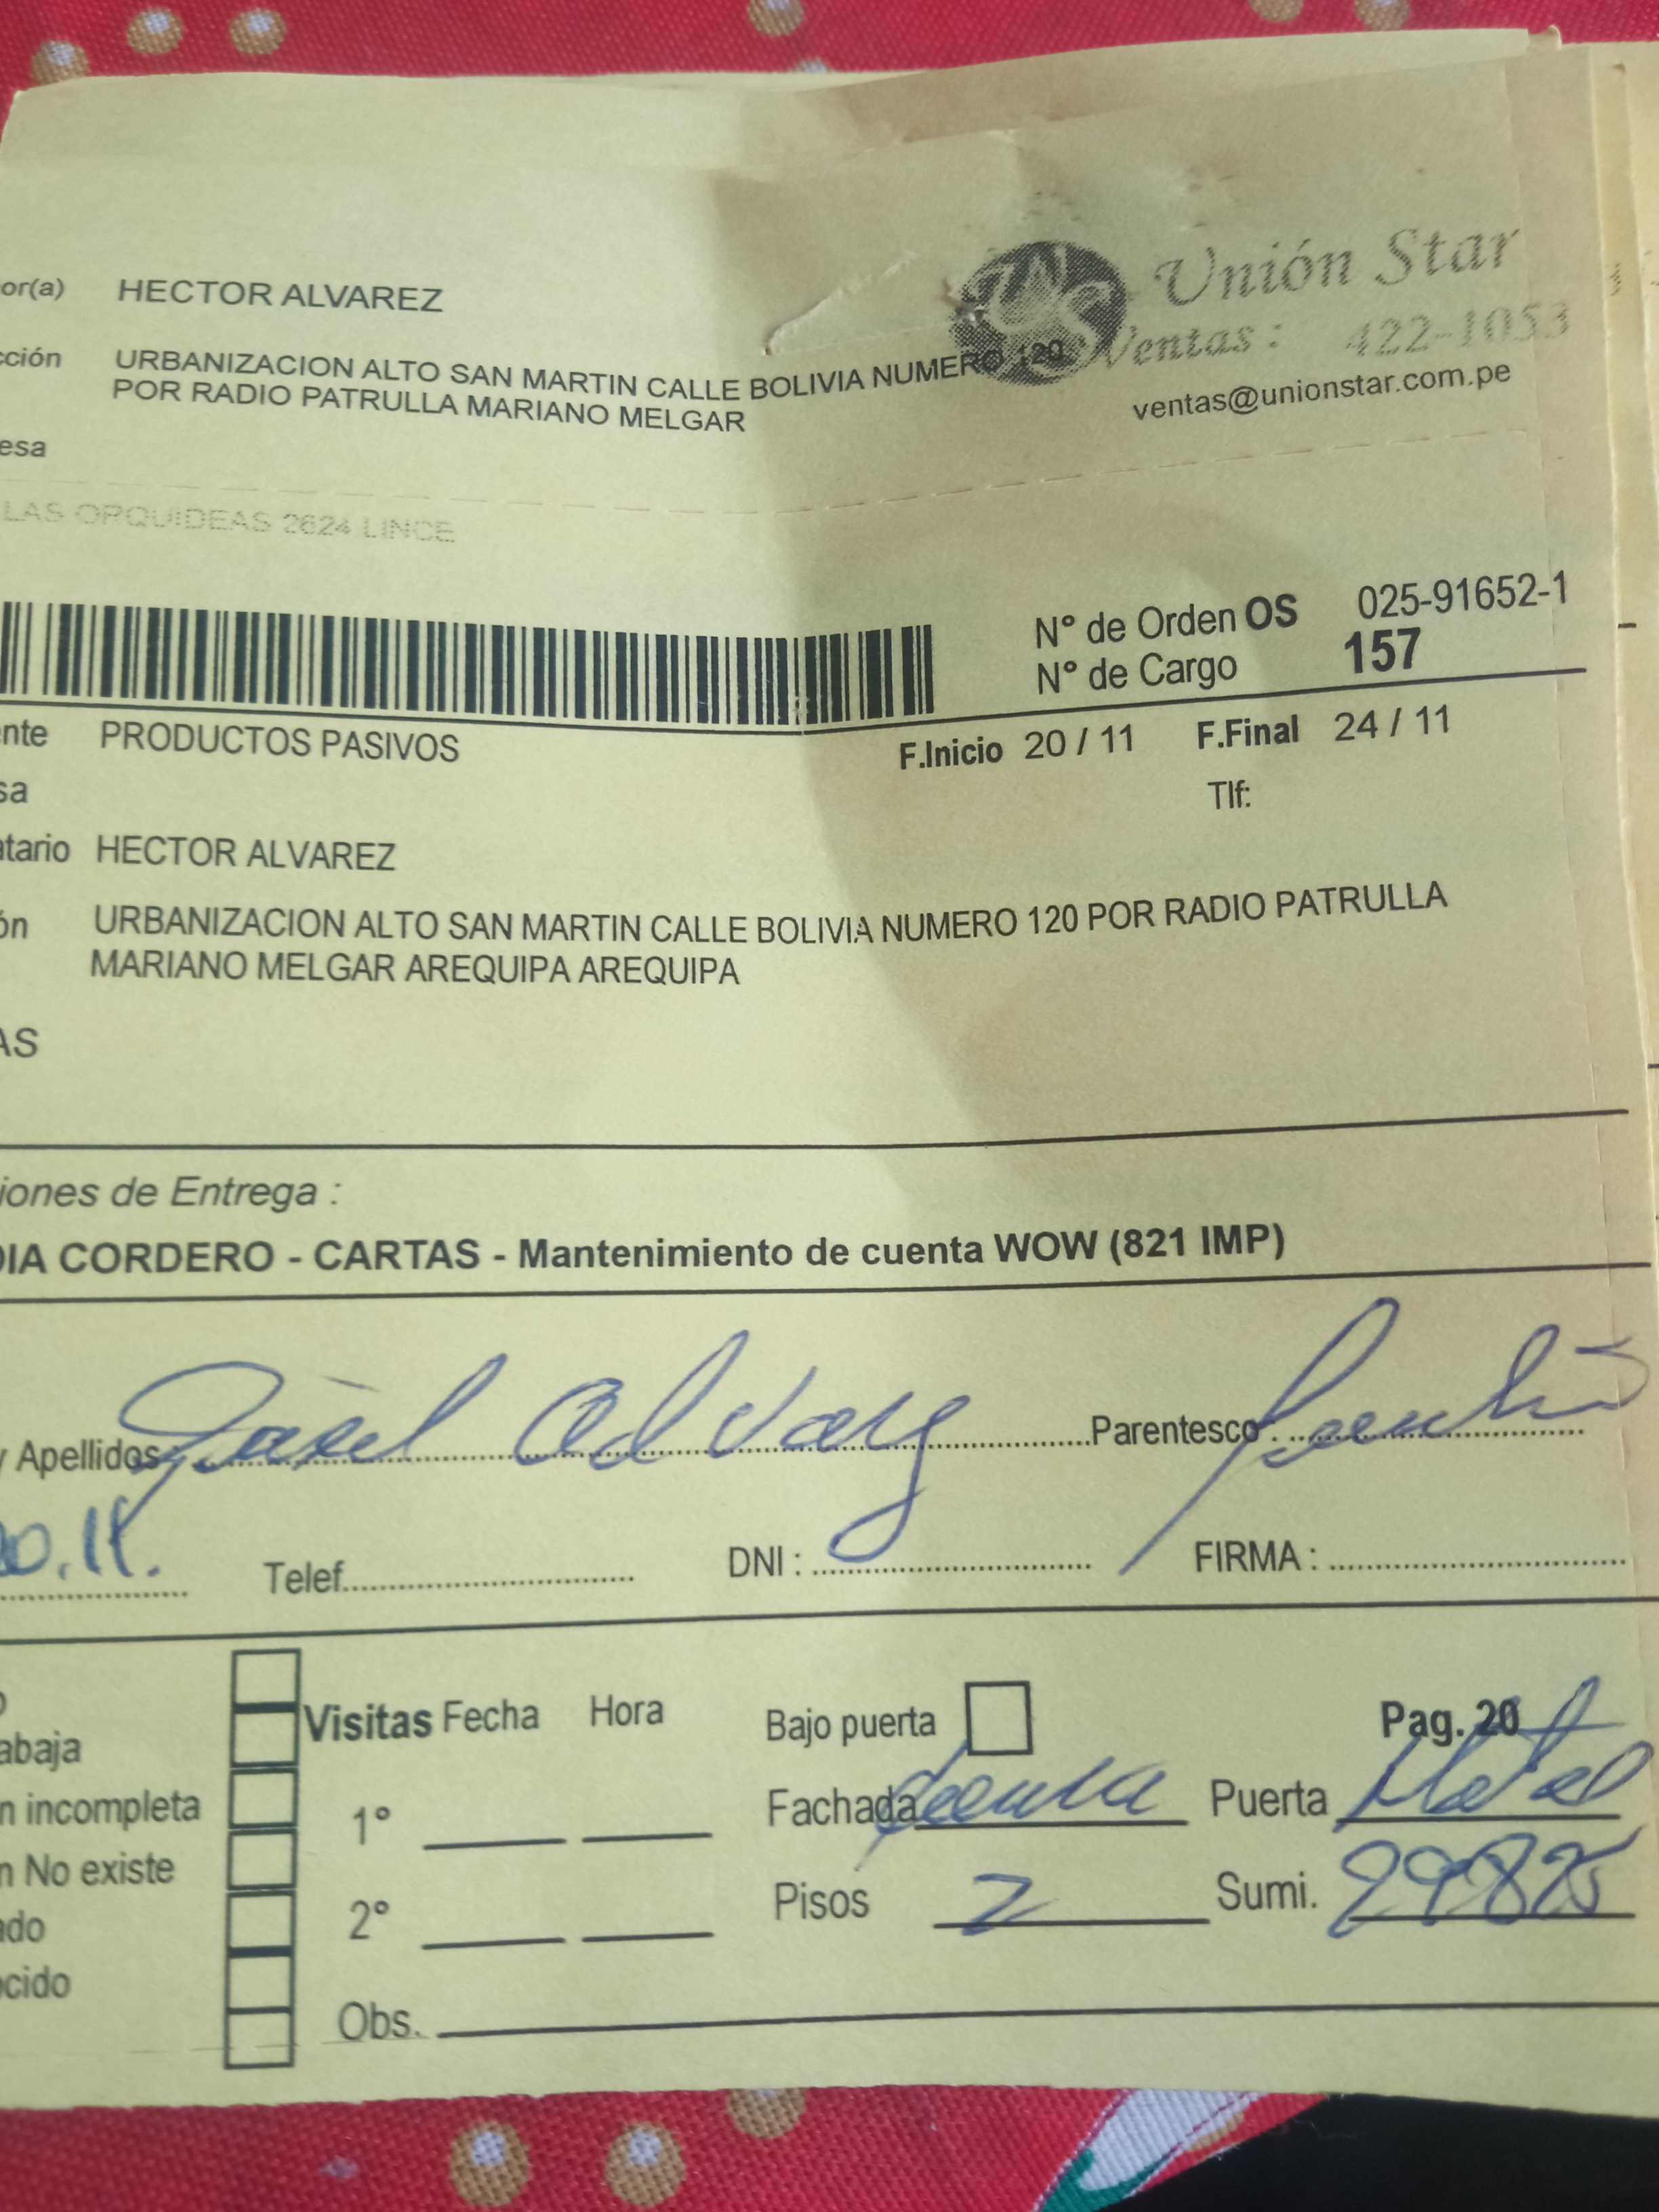 or(a) HECTOR ALVAREZ
Unión Star
Ventas : 422-1053
ventas@unionstar.com.pe
cción URBANIZACION ALTO SAN MARTIN CALLE BOLIVIA NUMERO 120
POR RADIO PATRULLA MARIANO MELGAR
esa
LAS ORQUIDEAS 2624 LINCE
N° de Orden OS 025-91652-1
N° de Cargo 157
nte PRODUCTOS PASIVOS F.Inicio 20 / 11 F.Final 24 / 11
sa Tlf:
atario HECTOR ALVAREZ
ón URBANIZACION ALTO SAN MARTIN CALLE BOLIVIA NUMERO 120 POR RADIO PATRULLA
MARIANO MELGAR AREQUIPA AREQUIPA
AS
iones de Entrega :
DIA CORDERO - CARTAS - Mantenimiento de cuenta WOW (821 IMP)
y Apellidos Parentesco :
Telef. DNI : FIRMA :
abaja
Visitas Fecha Hora Bajo puerta Pag. 20
n incompleta 1° Fachada Puerta Metal
n No existe
ado 2° Pisos 2 Sumi. 29825
ocido
Obs.